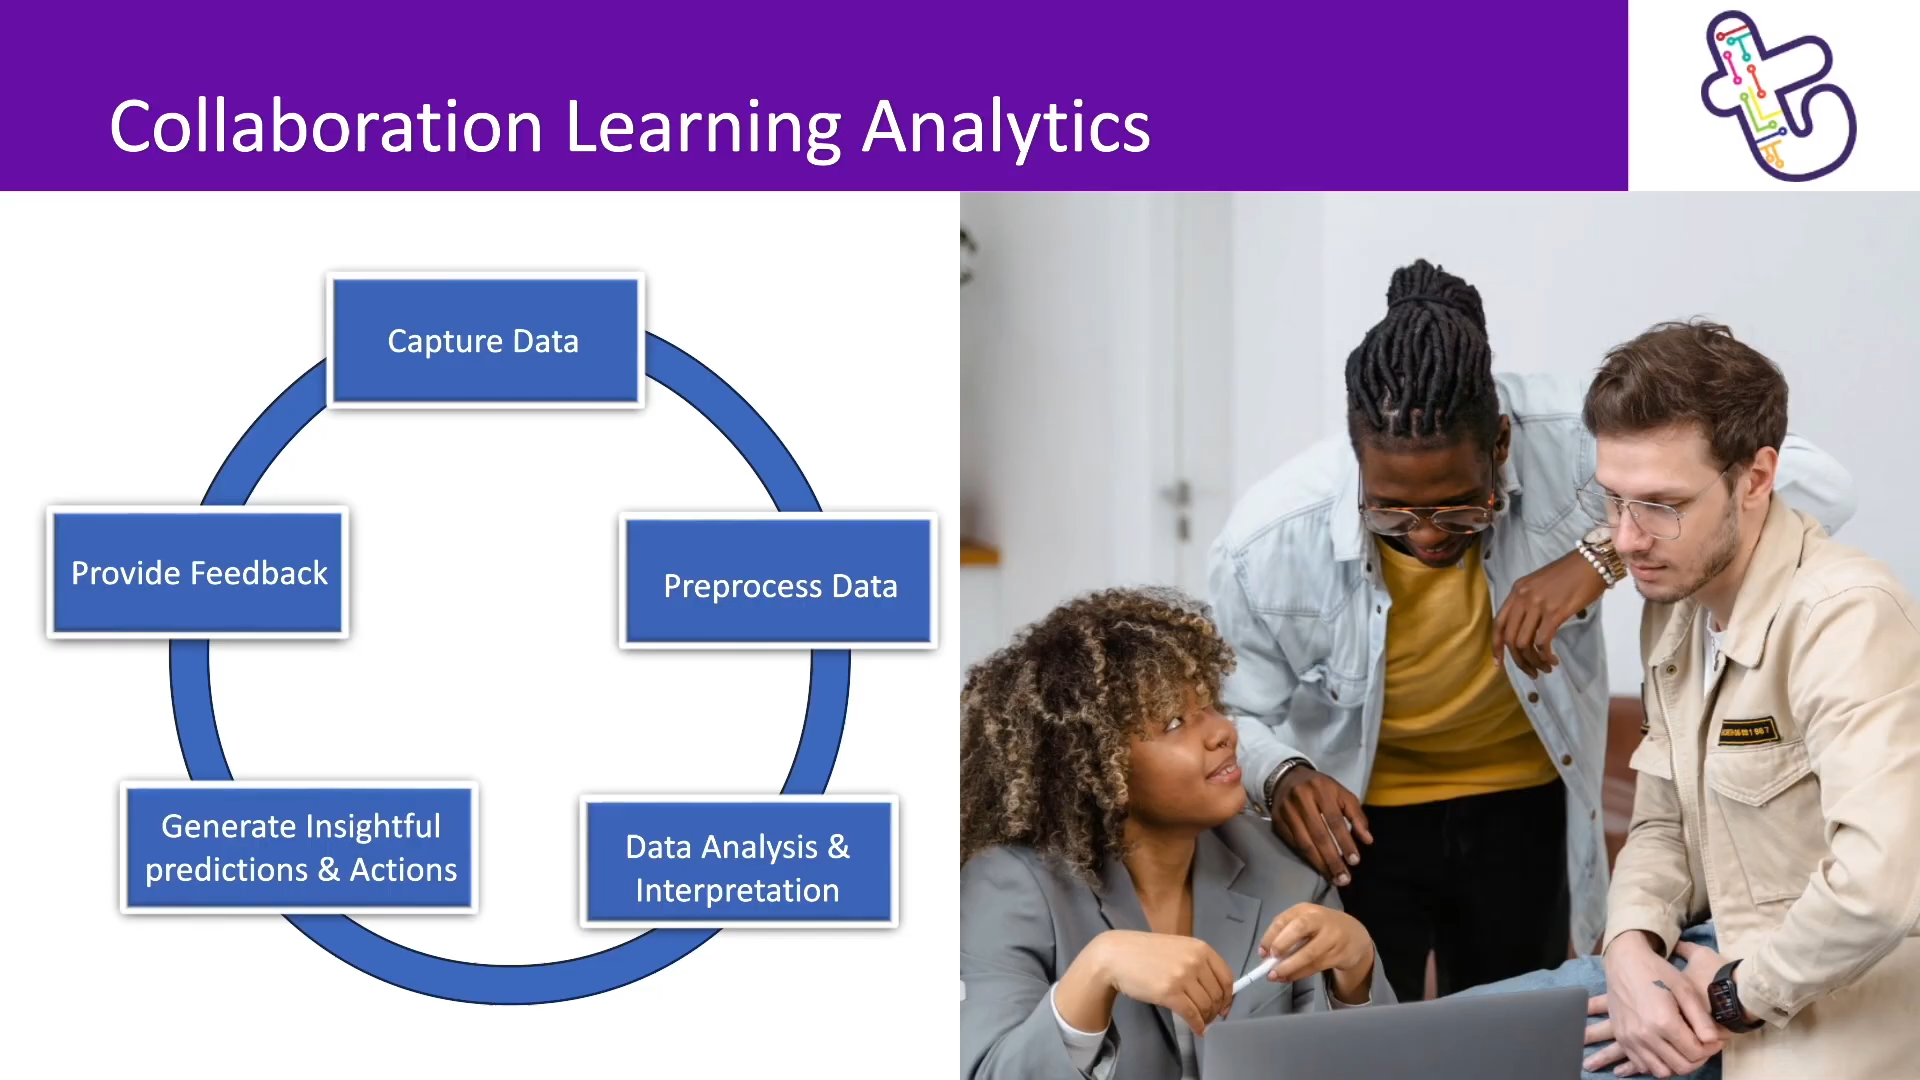 Collaboration Learning Analytics
Capture Data
Provide Feedback
Preprocess Data
Generate Insightful
predictions & Actions
Data Analysis &
Interpretation